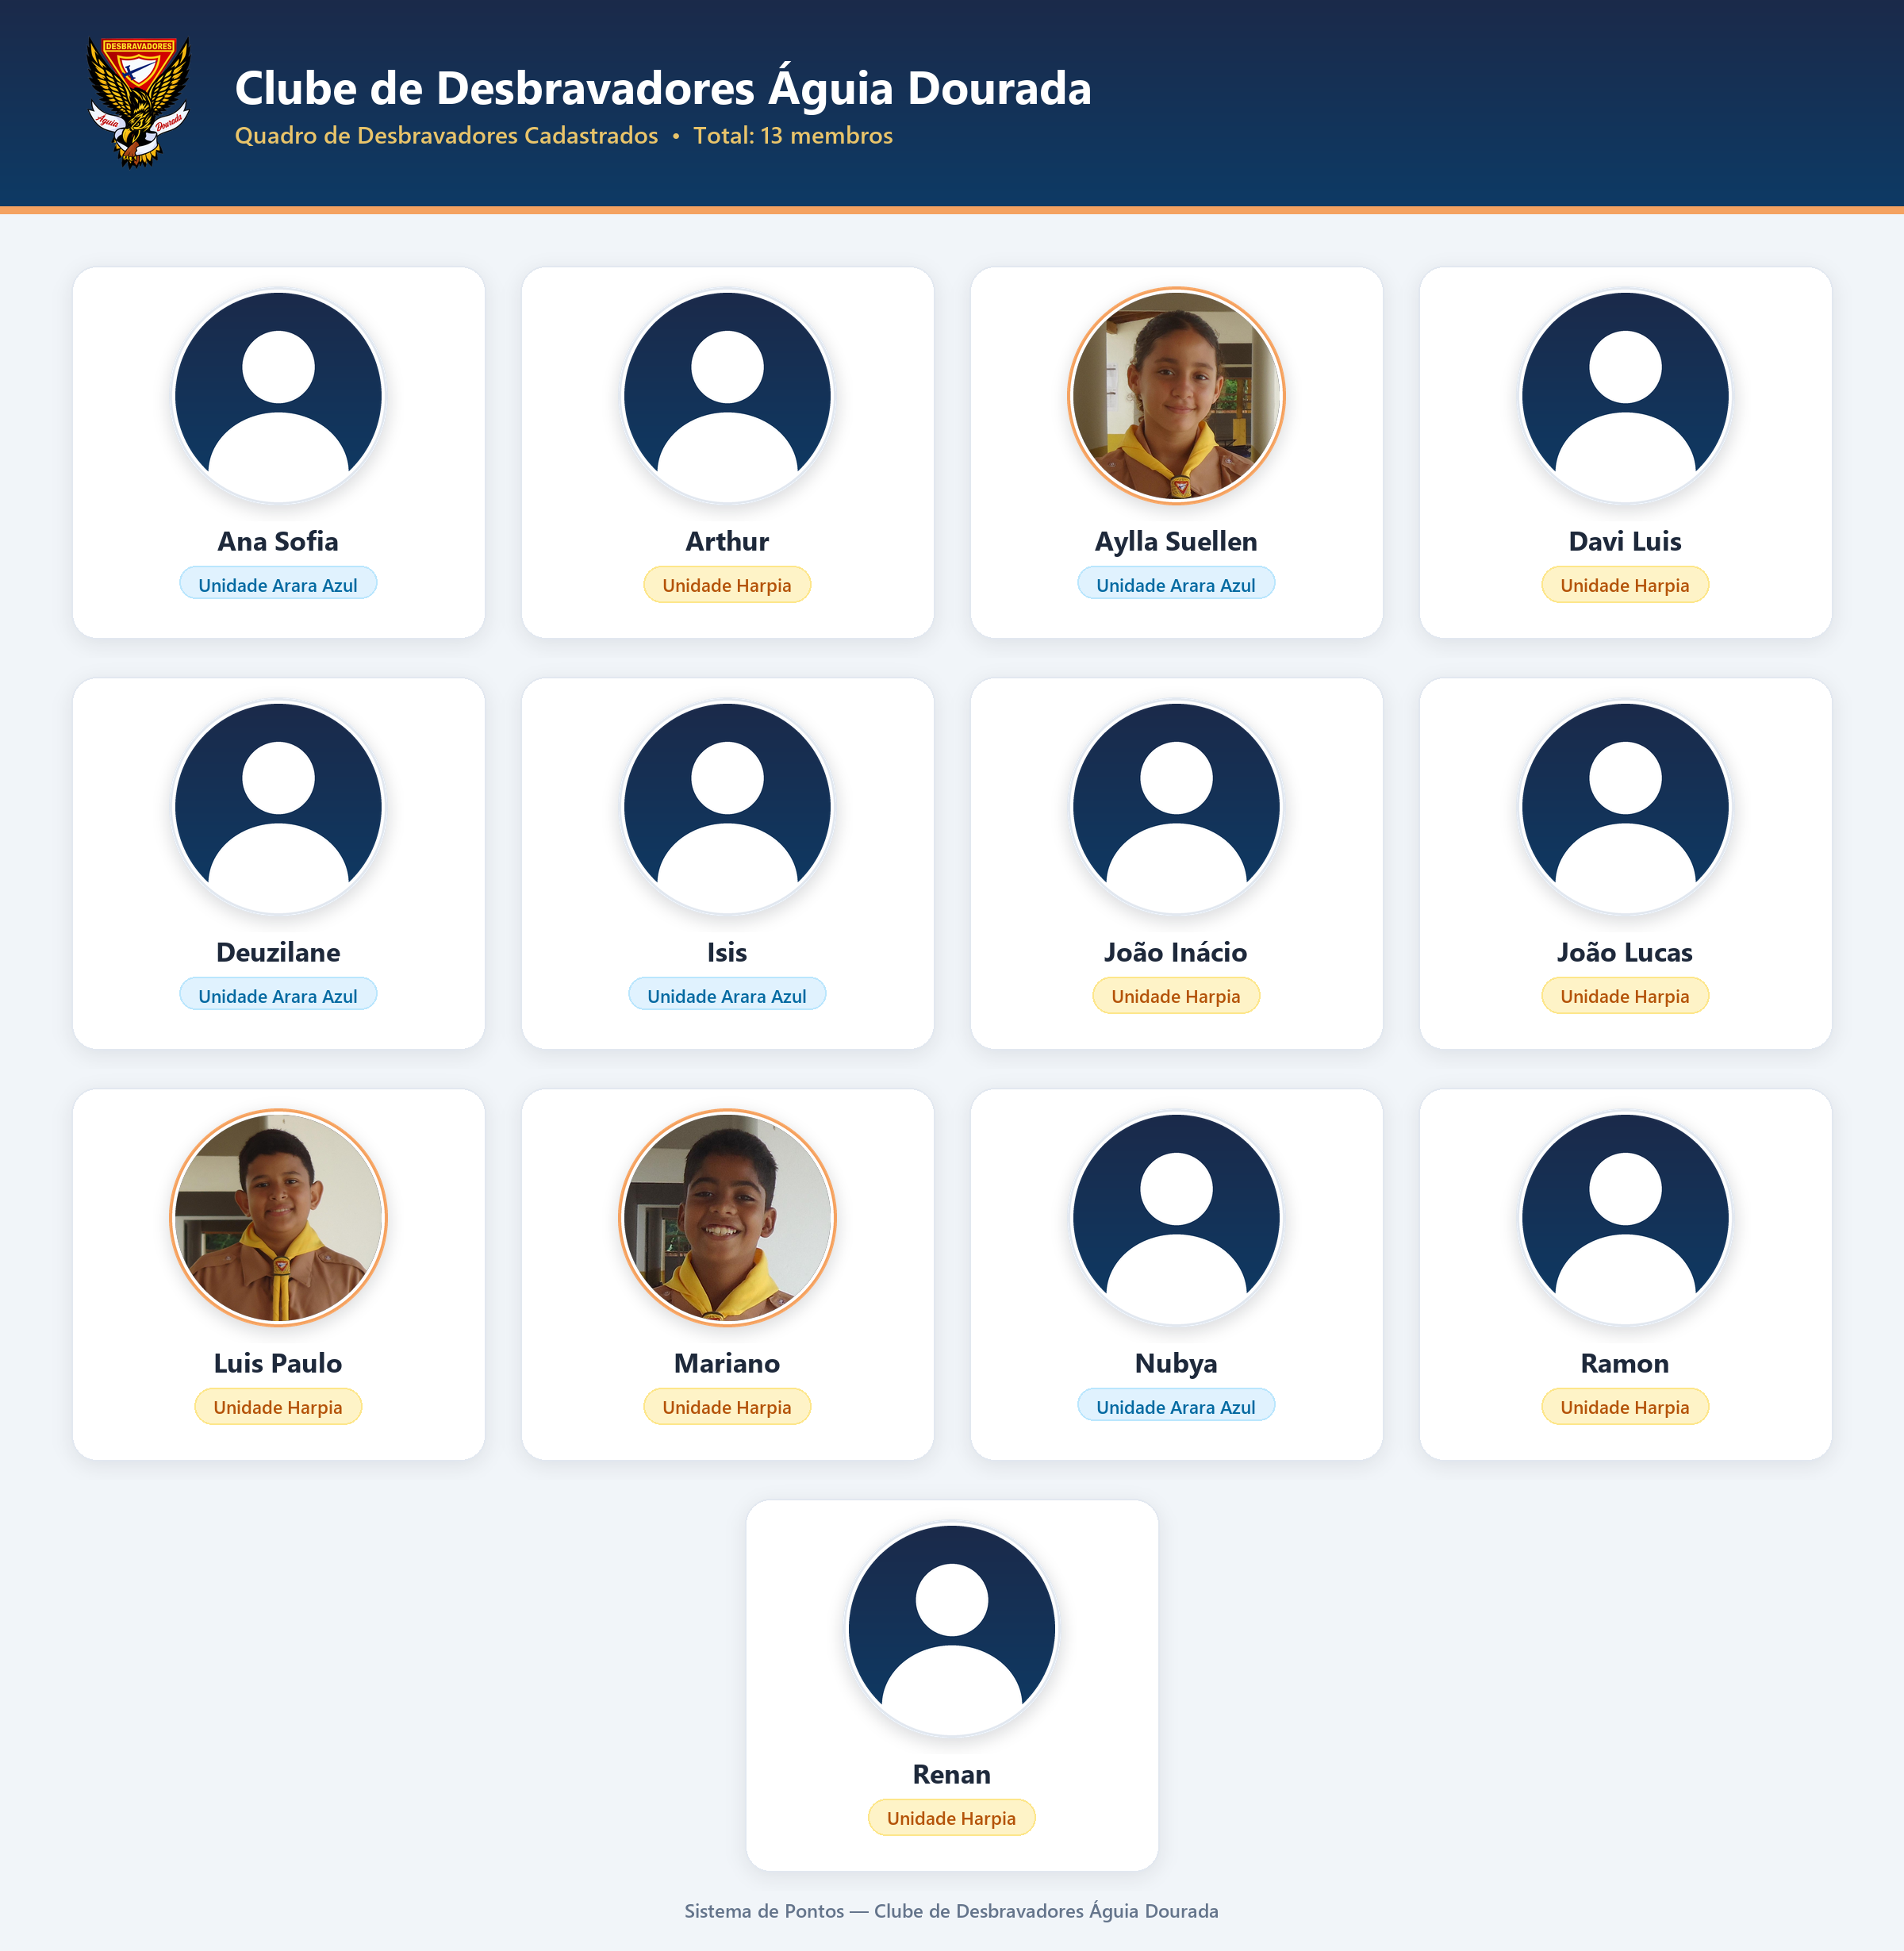 DESBRAVADORES
Águia Dourada
Clube de Desbravadores Águia Dourada
Quadro de Desbravadores Cadastrados • Total: 13 membros
Ana Sofia
Unidade Arara Azul
Arthur
Unidade Harpia
Aylla Suellen
Unidade Arara Azul
Davi Luis
Unidade Harpia
Deuzilane
Unidade Arara Azul
Isis
Unidade Arara Azul
João Inácio
Unidade Harpia
João Lucas
Unidade Harpia
Luis Paulo
Unidade Harpia
Mariano
Unidade Harpia
Nubya
Unidade Arara Azul
Ramon
Unidade Harpia
Renan
Unidade Harpia
Sistema de Pontos — Clube de Desbravadores Águia Dourada